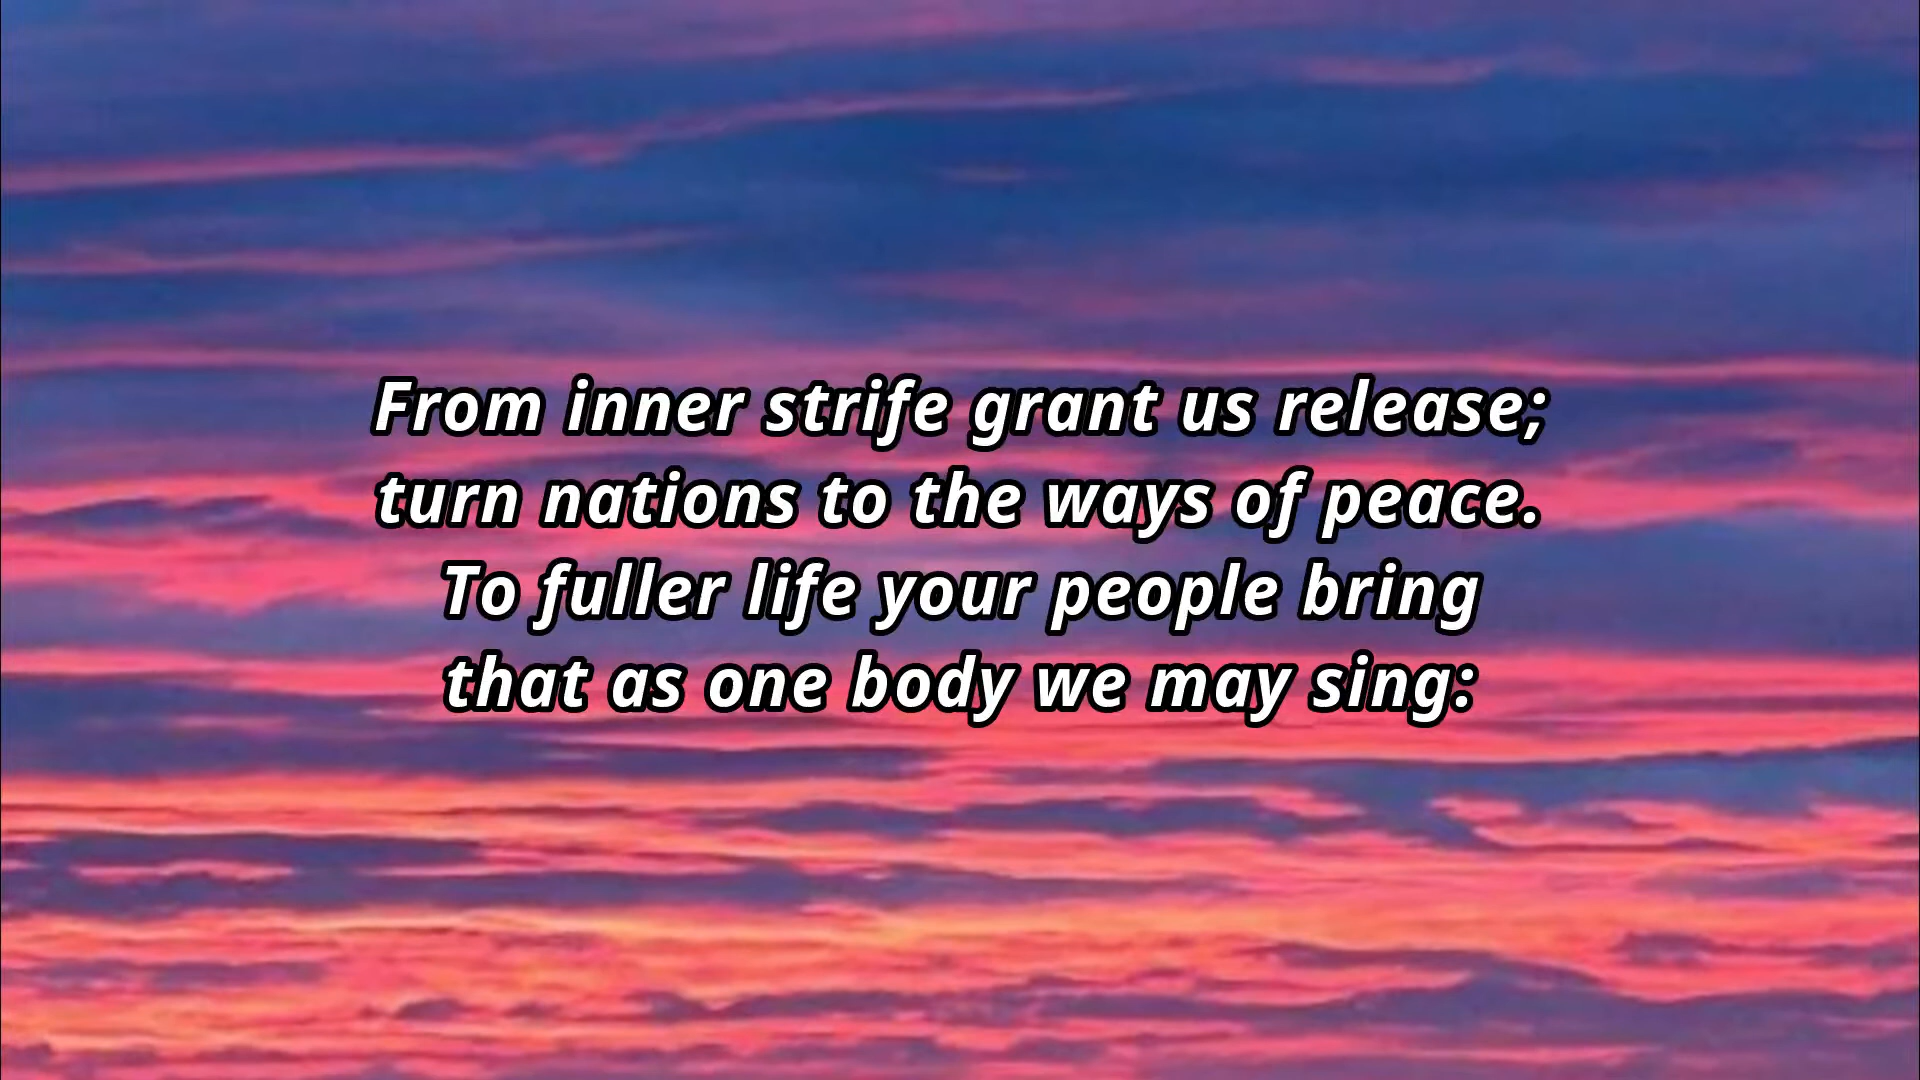 From inner strife grant us release;
turn nations to the ways of peace.
To fuller life your people bring
that as one body we may sing: